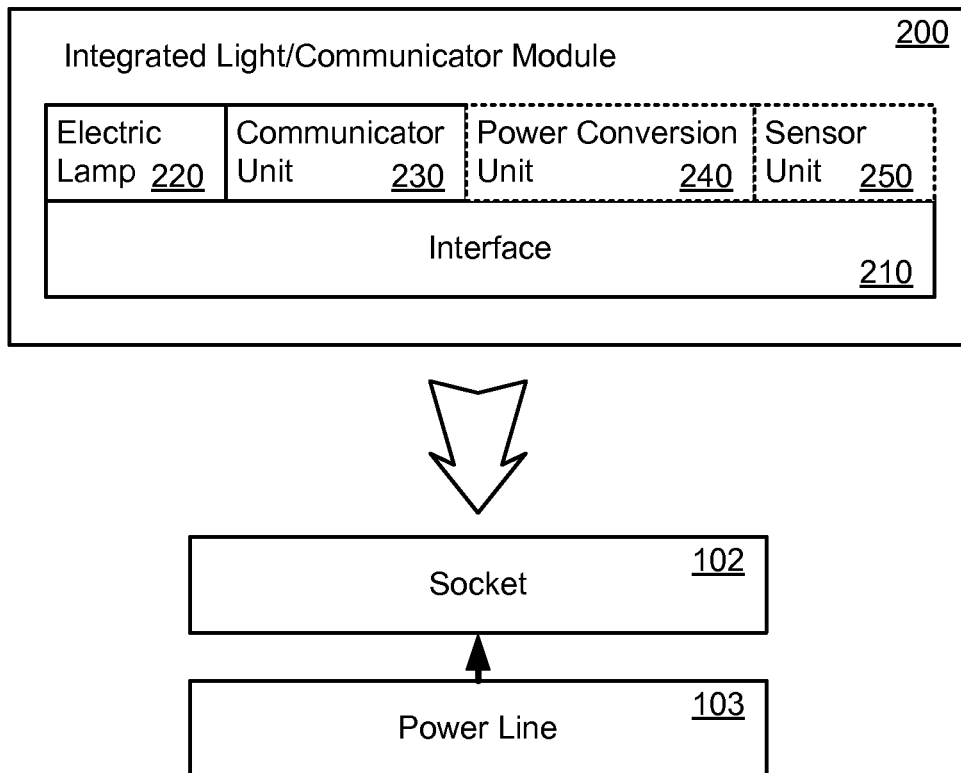 200
Integrated Light/Communicator Module
Electric
Lamp 220
Communicator
Unit 230
Power Conversion
Unit 240
Sensor
Unit 250
Interface
210
102
Socket
103
Power Line